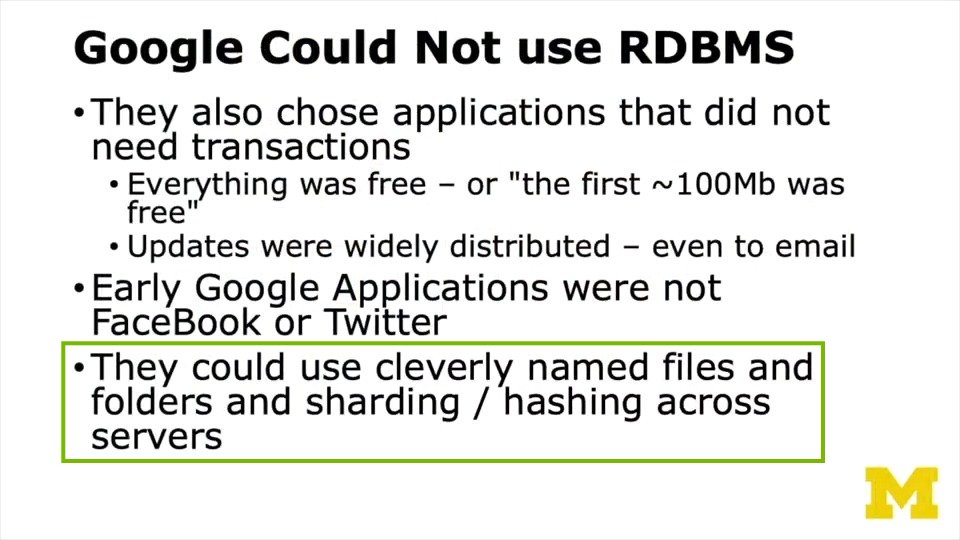 Google Could Not use RDBMS
• They also chose applications that did not
need transactions
• Everything was free – or "the first ~100Mb was
free"
• Updates were widely distributed – even to email
• Early Google Applications were not
FaceBook or Twitter
• They could use cleverly named files and
folders and sharding / hashing across
servers
M